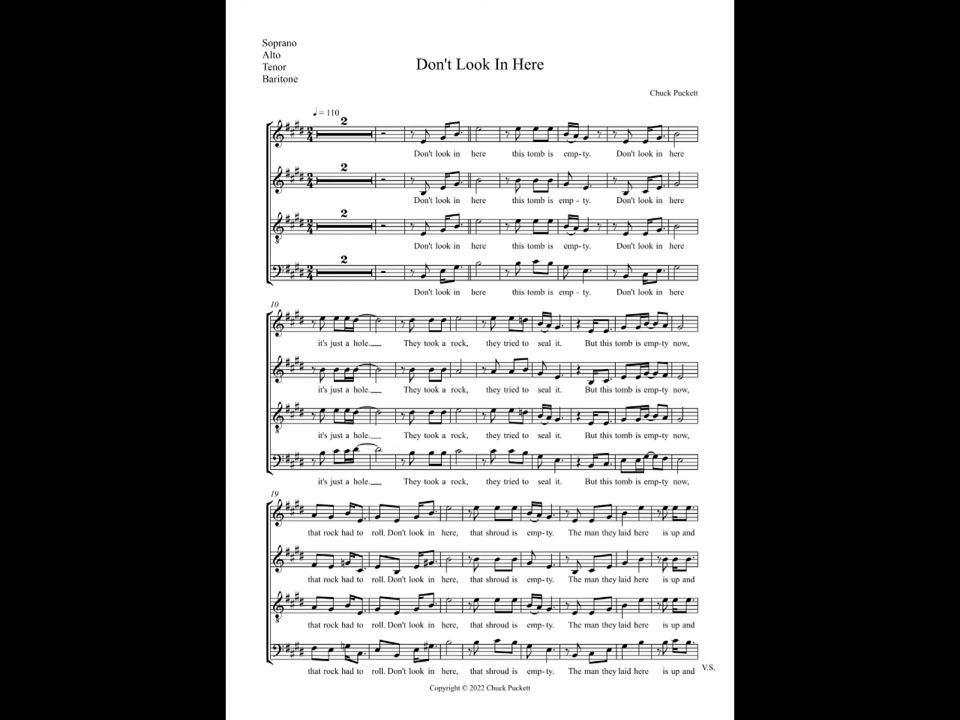 Soprano
Alto
Tenor
Baritone
Don't Look In Here
Chuck Puckett
♩ = 110
2
Don't look in here this tomb is emp-ty. Don't look in here
2
Don't look in here this tomb is emp - ty. Don't look in here
2
Don't look in here this tomb is emp-ty. Don't look in here
2
Don't look in here this tomb is emp - ty. Don't look in here
10
it's just a hole.__ They took a rock, they tried to seal it. But this tomb is emp-ty now,
it's just a hole.__ They took a rock, they tried to seal it. But this tomb is emp-ty now,
it's just a hole.__ They took a rock, they tried to seal it. But this tomb is emp-ty now,
it's just a hole.__ They took a rock, they tried to seal it. But this tomb is emp-ty now,
19
that rock had to roll. Don't look in here, that shroud is emp-ty. The man they laid here is up and
that rock had to roll. Don't look in here, that shroud is emp-ty. The man they laid here is up and
that rock had to roll. Don't look in here, that shroud is emp-ty. The man they laid here is up and
that rock had to roll. Don't look in here, that shroud is emp-ty. The man they laid here is up and
V.S.
Copyright © 2022 Chuck Puckett